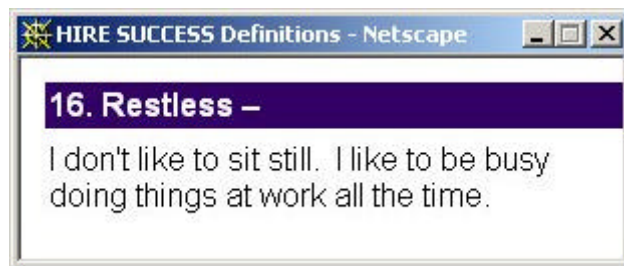 HIRE SUCCESS Definitions - Netscape
16. Restless –
I don't like to sit still. I like to be busy
doing things at work all the time.